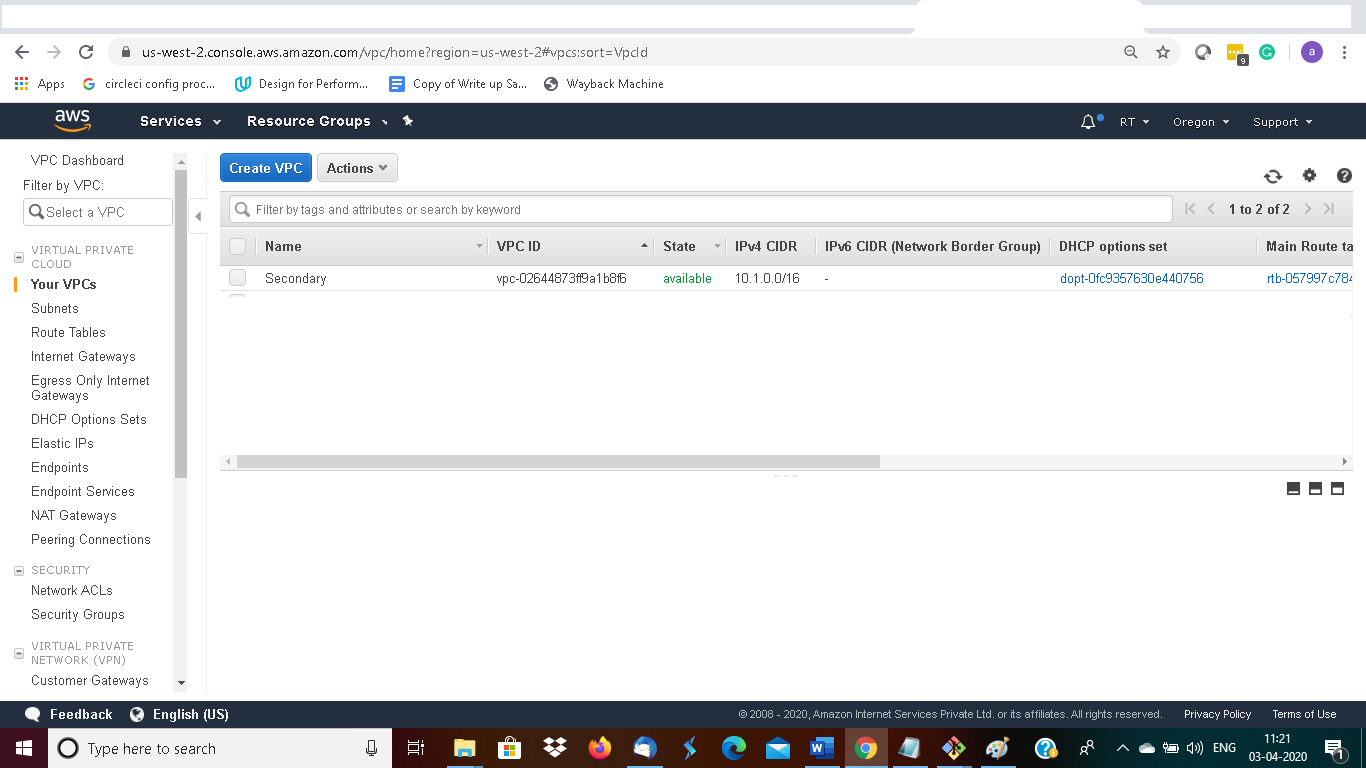 us-west-2.console.aws.amazon.com/vpc/home?region=us-west-2#vpcs:sort=VpcId
9
a
Apps
circleci config proc...
Design for Perform...
Copy of Write up Sa...
Wayback Machine
aws
Services
Resource Groups
RT
Oregon
Support
VPC Dashboard
Filter by VPC:
Select a VPC
VIRTUAL PRIVATE
CLOUD
Your VPCs
Subnets
Route Tables
Internet Gateways
Egress Only Internet
Gateways
DHCP Options Sets
Elastic IPs
Endpoints
Endpoint Services
NAT Gateways
Peering Connections
SECURITY
Network ACLs
Security Groups
VIRTUAL PRIVATE
NETWORK (VPN)
Customer Gateways
Create VPC
Actions
Filter by tags and attributes or search by keyword
1 to 2 of 2
Name VPC ID State IPv4 CIDR IPv6 CIDR (Network Border Group) DHCP options set Main Route ta
Secondary vpc-02644873ff9a1b8f6 available 10.1.0.0/16 - dopt-0fc9357630e440756 rtb-057997c784
Feedback
English (US)
© 2008 - 2020, Amazon Internet Services Private Ltd. or its affiliates. All rights reserved.
Privacy Policy
Terms of Use
Type here to search
ENG
11:21
03-04-2020
1